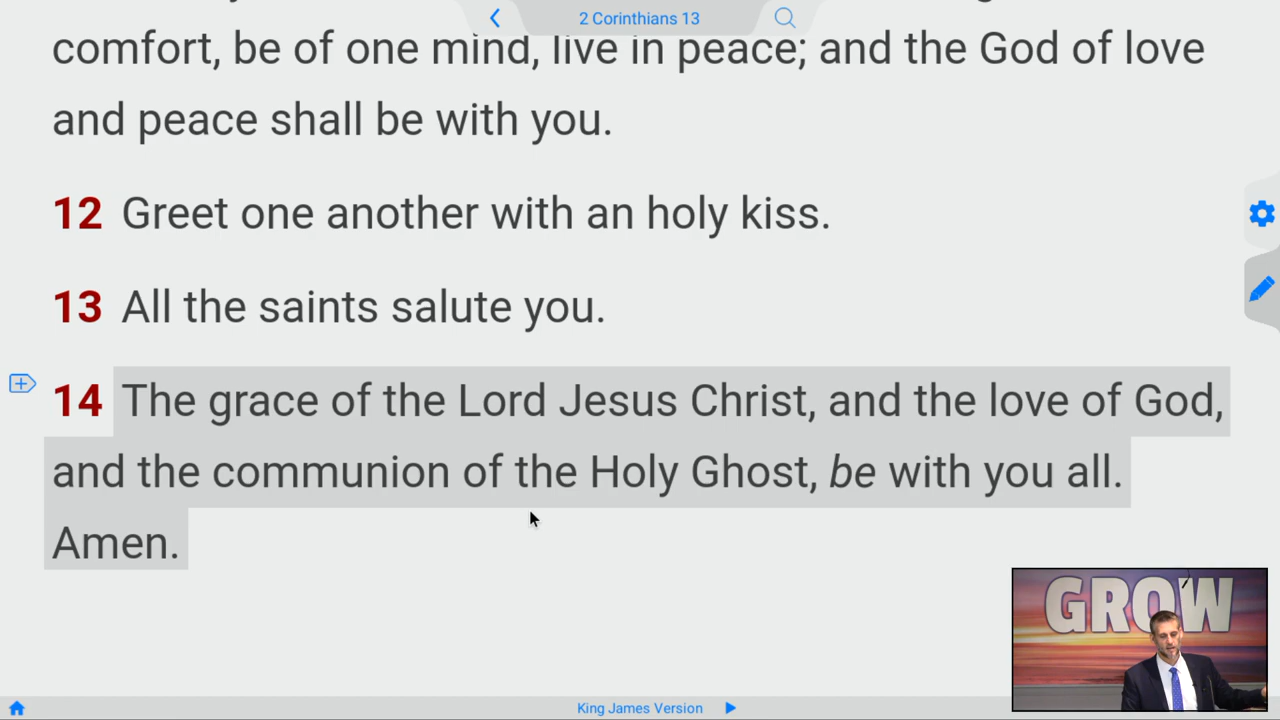 2 Corinthians 13
comfort, be of one mind, live in peace; and the God of love
and peace shall be with you.
12 Greet one another with an holy kiss.
13 All the saints salute you.
14 The grace of the Lord Jesus Christ, and the love of God,
and the communion of the Holy Ghost, be with you all.
Amen.
GROW
King James Version